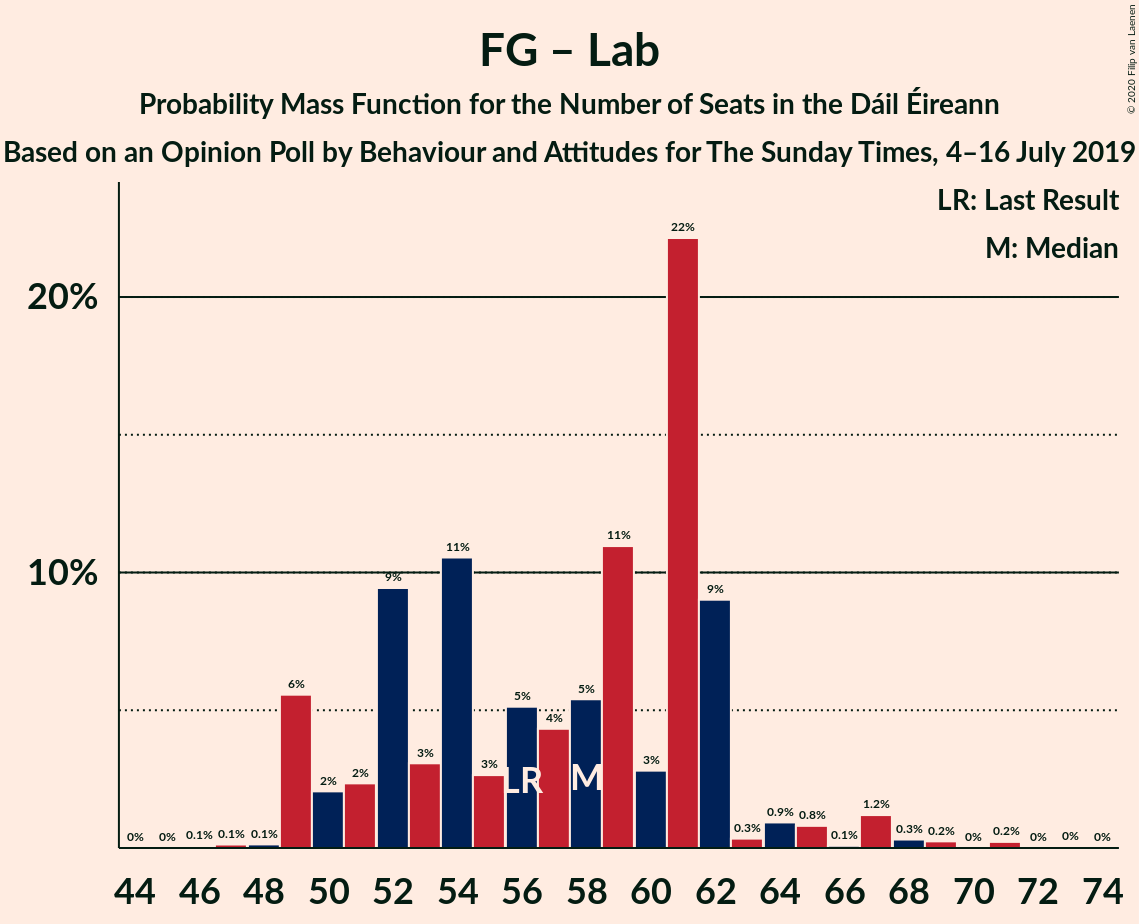 FG – Lab
Probability Mass Function for the Number of Seats in the Dáil Éireann
Based on an Opinion Poll by Behaviour and Attitudes for The Sunday Times, 4–16 July 2019
© 2020 Filip van Laenen
LR: Last Result
M: Median
20%
10%
0% 0% 0.1% 0.1% 0.1% 6% 2% 2% 9% 3% 11% 3% 5% 4% 5% 11% 3% 22% 9% 0.3% 0.9% 0.8% 0.1% 1.2% 0.3% 0.2% 0% 0.2% 0% 0% 0%
LR M
44 46 48 50 52 54 56 58 60 62 64 66 68 70 72 74